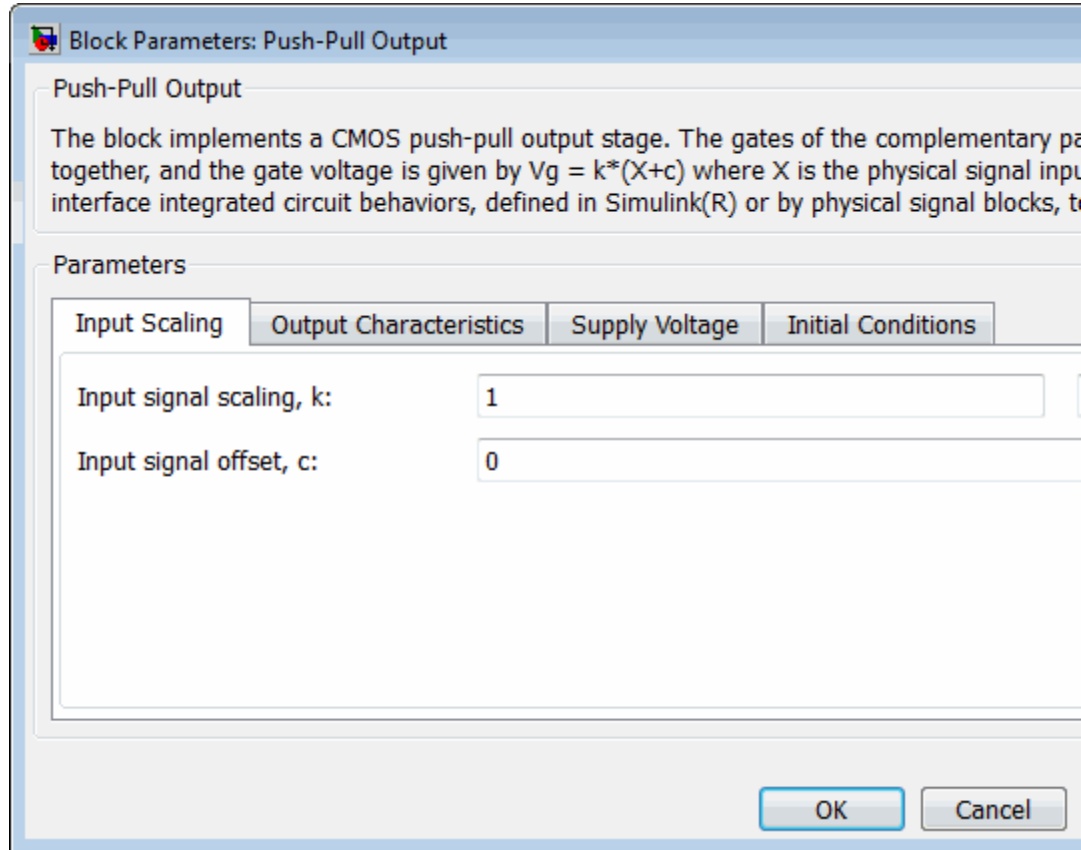 Block Parameters: Push-Pull Output
Push-Pull Output
The block implements a CMOS push-pull output stage. The gates of the complementary
together, and the gate voltage is given by Vg = k*(X+c) where X is the physical signal
interface integrated circuit behaviors, defined in Simulink(R) or by physical signal blocks,
Parameters
Input Scaling Output Characteristics Supply Voltage Initial Conditions
Input signal scaling, k: 1
Input signal offset, c: 0
OK Cancel